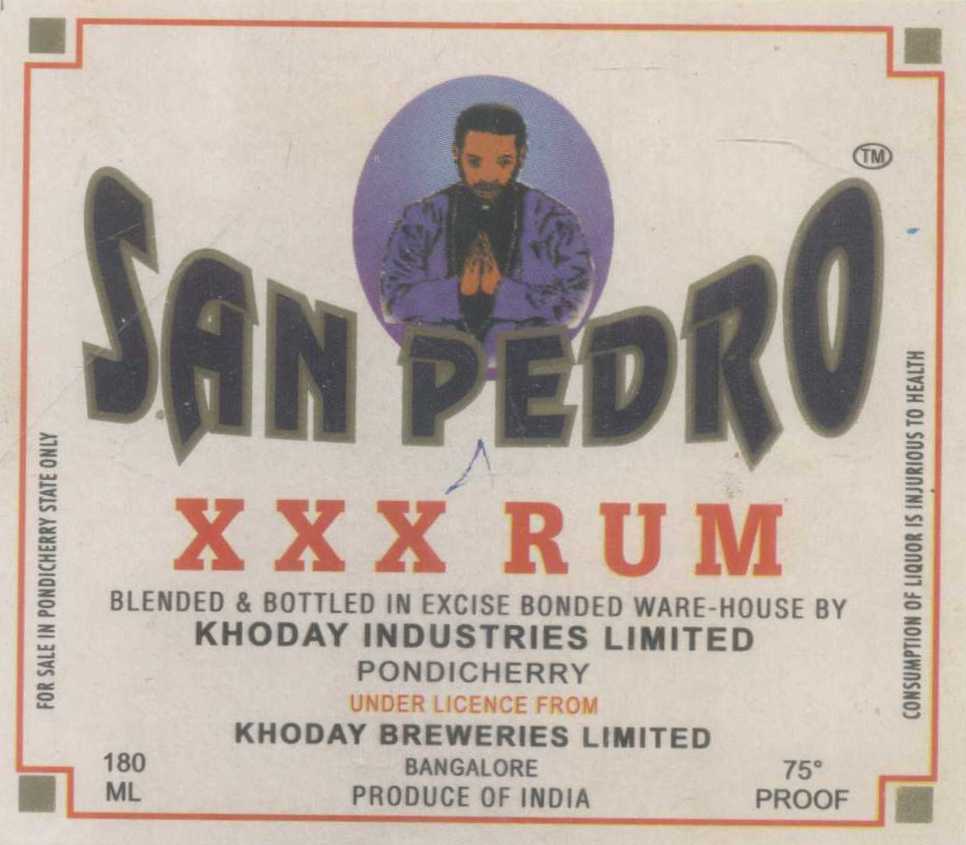 TM
SAN PEDRO
XXX RUM
BLENDED & BOTTLED IN EXCISE BONDED WARE-HOUSE BY
KHODAY INDUSTRIES LIMITED
PONDICHERRY
UNDER LICENCE FROM
KHODAY BREWERIES LIMITED
BANGALORE
PRODUCE OF INDIA
180
ML
75°
PROOF
FOR SALE IN PONDICHERRY STATE ONLY
CONSUMPTION OF LIQUOR IS INJURIOUS TO HEALTH